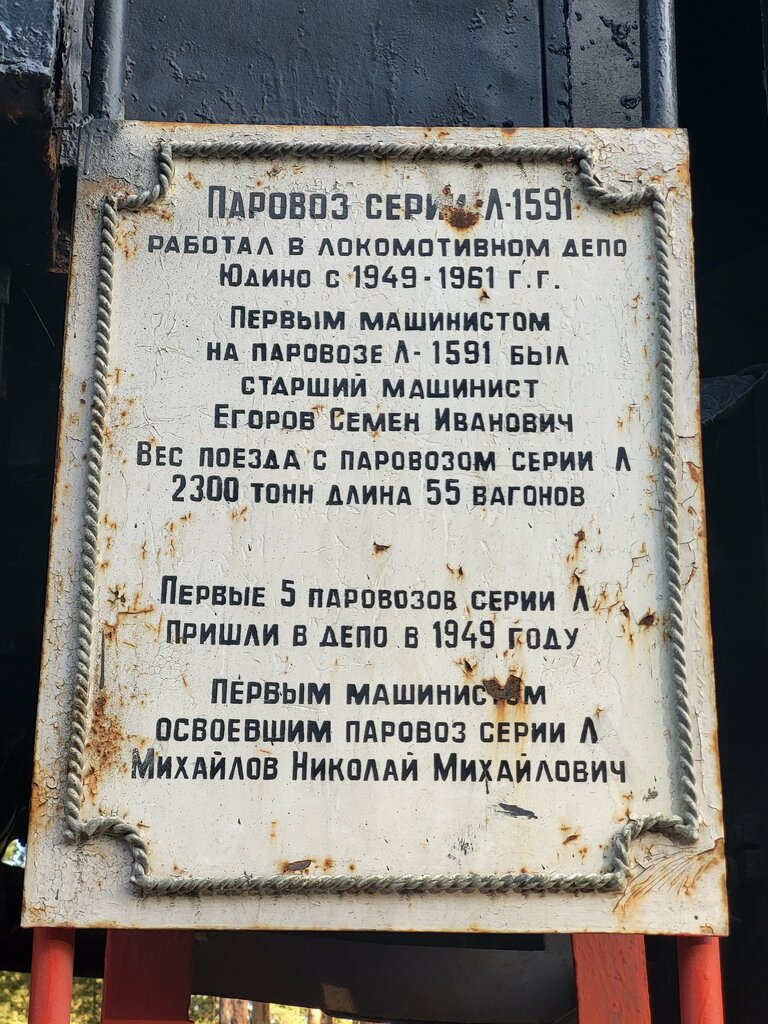 Паровоз серии Л-1591
работал в локомотивном депо
Юдино с 1949-1961 г.г.
Первым машинистом
на паровозе Л-1591 был
старший машинист
Егоров Семен Иванович
Вес поезда с паровозом серии Л
2300 тонн длина 55 вагонов
Первые 5 паровозов серии Л
пришли в депо в 1949 году
Первым машинистом
освоевшим паровоз серии Л
Михайлов Николай Михайлович